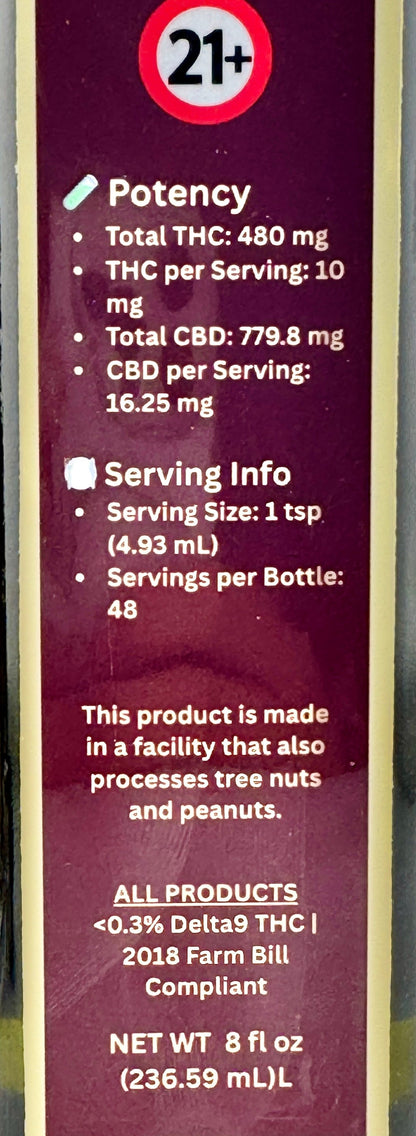 21+
Potency
• Total THC: 480 mg
• THC per Serving: 10
mg
• Total CBD: 779.8 mg
• CBD per Serving:
16.25 mg
Serving Info
• Serving Size: 1 tsp
(4.93 mL)
• Servings per Bottle:
48
This product is made
in a facility that also
processes tree nuts
and peanuts.
ALL PRODUCTS
<0.3% Delta9 THC |
2018 Farm Bill
Compliant
NET WT 8 fl oz
(236.59 mL)L